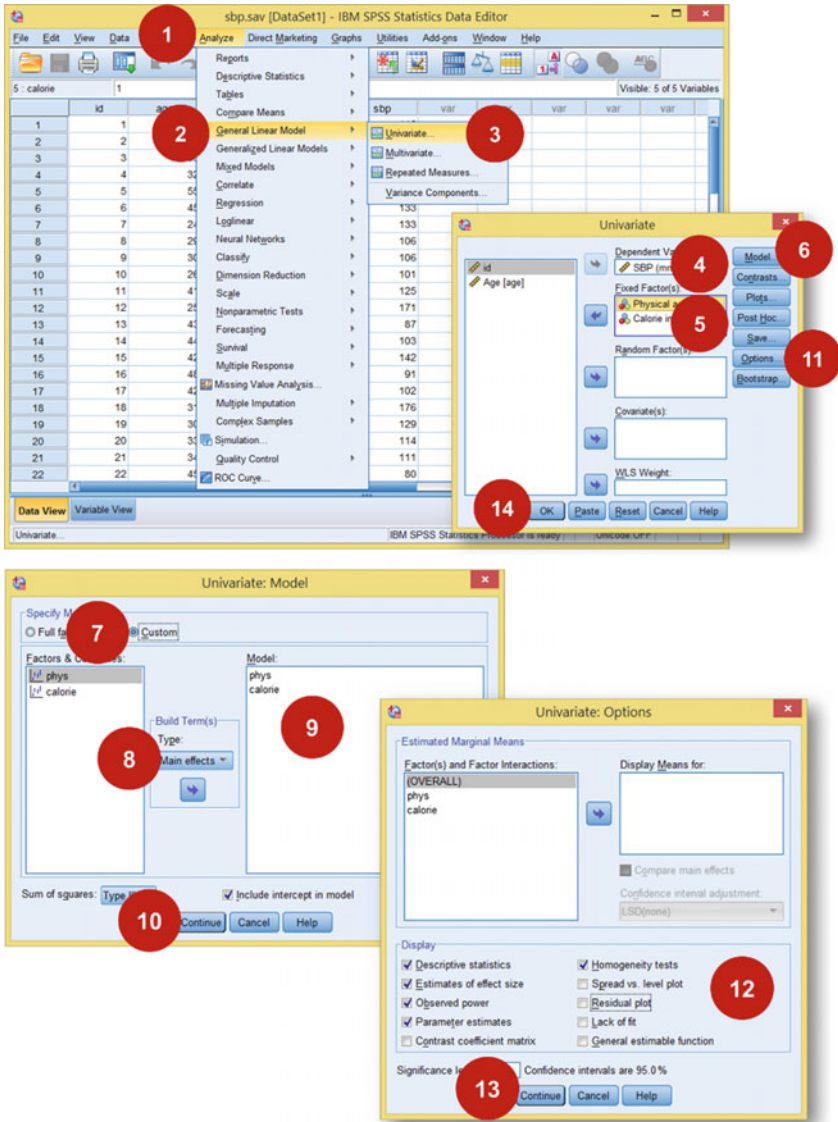 sbp.sav [DataSet1] - IBM SPSS Statistics Data Editor
File Edit View Data 1 Analyze Direct Marketing Graphs Utilities Add-ons Window Help
5 : calorie 1 Visible: 5 of 5 Variables
id sbp var var var var
Reports
Descriptive Statistics
Tables
Compare Means
2 General Linear Model
Generalized Linear Models
Mixed Models
Correlate
Regression
Loglinear
Neural Networks
Classify
Dimension Reduction
Scale
Nonparametric Tests
Forecasting
Survival
Multiple Response
Missing Value Analysis...
Multiple Imputation
Complex Samples
Simulation...
Quality Control
ROC Curve...
Univariate... 3
Multivariate...
Repeated Measures...
Variance Components...
1 1
2 2
3 3
4 4 32
5 5
6 6 133
7 7 133
8 8 106
9 9 106
10 10 101
11 11 125
12 12 171
13 13 87
14 14 103
15 15 142
16 16 91
17 17 102
18 18 176
19 19 129
20 20 114
21 21 111
22 22 80
Data View Variable View
Univariate... IBM SPSS Statistics Processor is ready Unicode:OFF
Univariate
id
Age [age]
Dependent
SBP 4
Fixed Factor(s):
Physical
Calorie 5
Random Factor(s):
Covariate(s):
WLS Weight:
Model... 6
Contrasts...
Plots...
Post Hoc...
Save...
Options... 11
Bootstrap...
14 OK Paste Reset Cancel Help
Univariate: Model
Specify
Full 7 Custom
Factors &
phys
calorie
Build Term(s)
Type:
8 Main effects
Model:
phys
calorie
9
Sum of squares: Type Include intercept in model
10 Continue Cancel Help
Univariate: Options
Estimated Marginal Means
Factor(s) and Factor Interactions:
(OVERALL)
phys
calorie
Display Means for:
Compare main effects
Confidence interval adjustment:
LSD(none)
Display
Descriptive statistics Homogeneity tests
Estimates of effect size Spread vs. level plot
Observed power Residual plot 12
Parameter estimates Lack of fit
Contrast coefficient matrix General estimable function
Significance Confidence intervals are 95.0 %
13 Continue Cancel Help